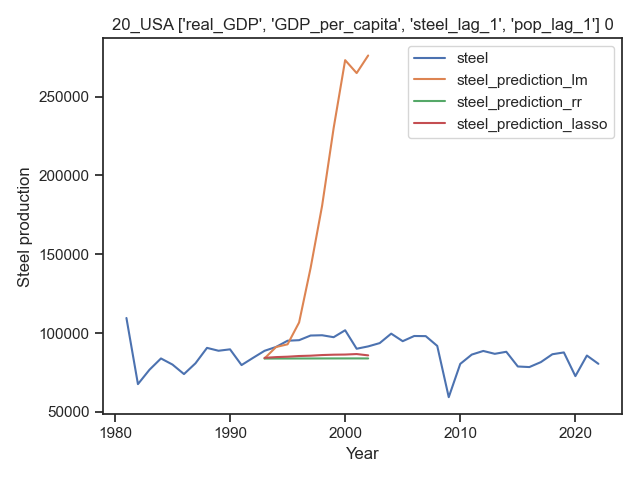 20_USA ['real_GDP', 'GDP_per_capita', 'steel_lag_1', 'pop_lag_1'] 0
steel
steel_prediction_lm
steel_prediction_rr
steel_prediction_lasso
Steel production
250000
200000
150000
100000
50000
1980 1990 2000 2010 2020
Year